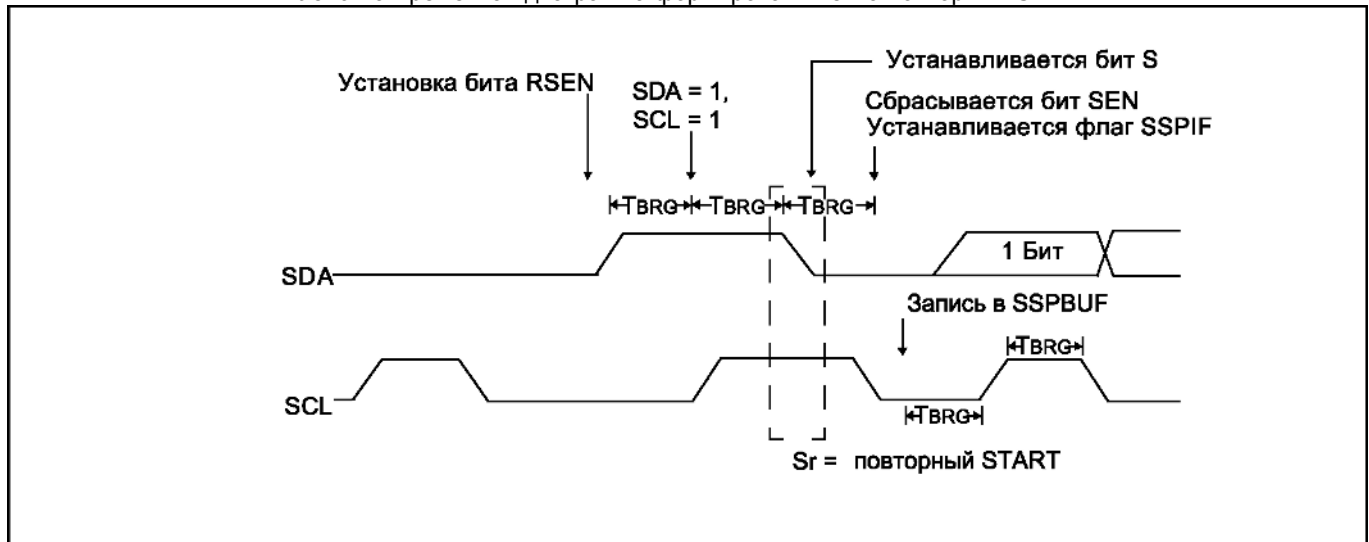 Установка бита RSEN
SDA = 1,
SCL = 1
Устанавливается бит S
Сбрасывается бит SEN
Устанавливается флаг SSPIF
TBRG
TBRG
TBRG
SDA
1 Бит
Запись в SSPBUF
TBRG
SCL
TBRG
Sr = повторный START